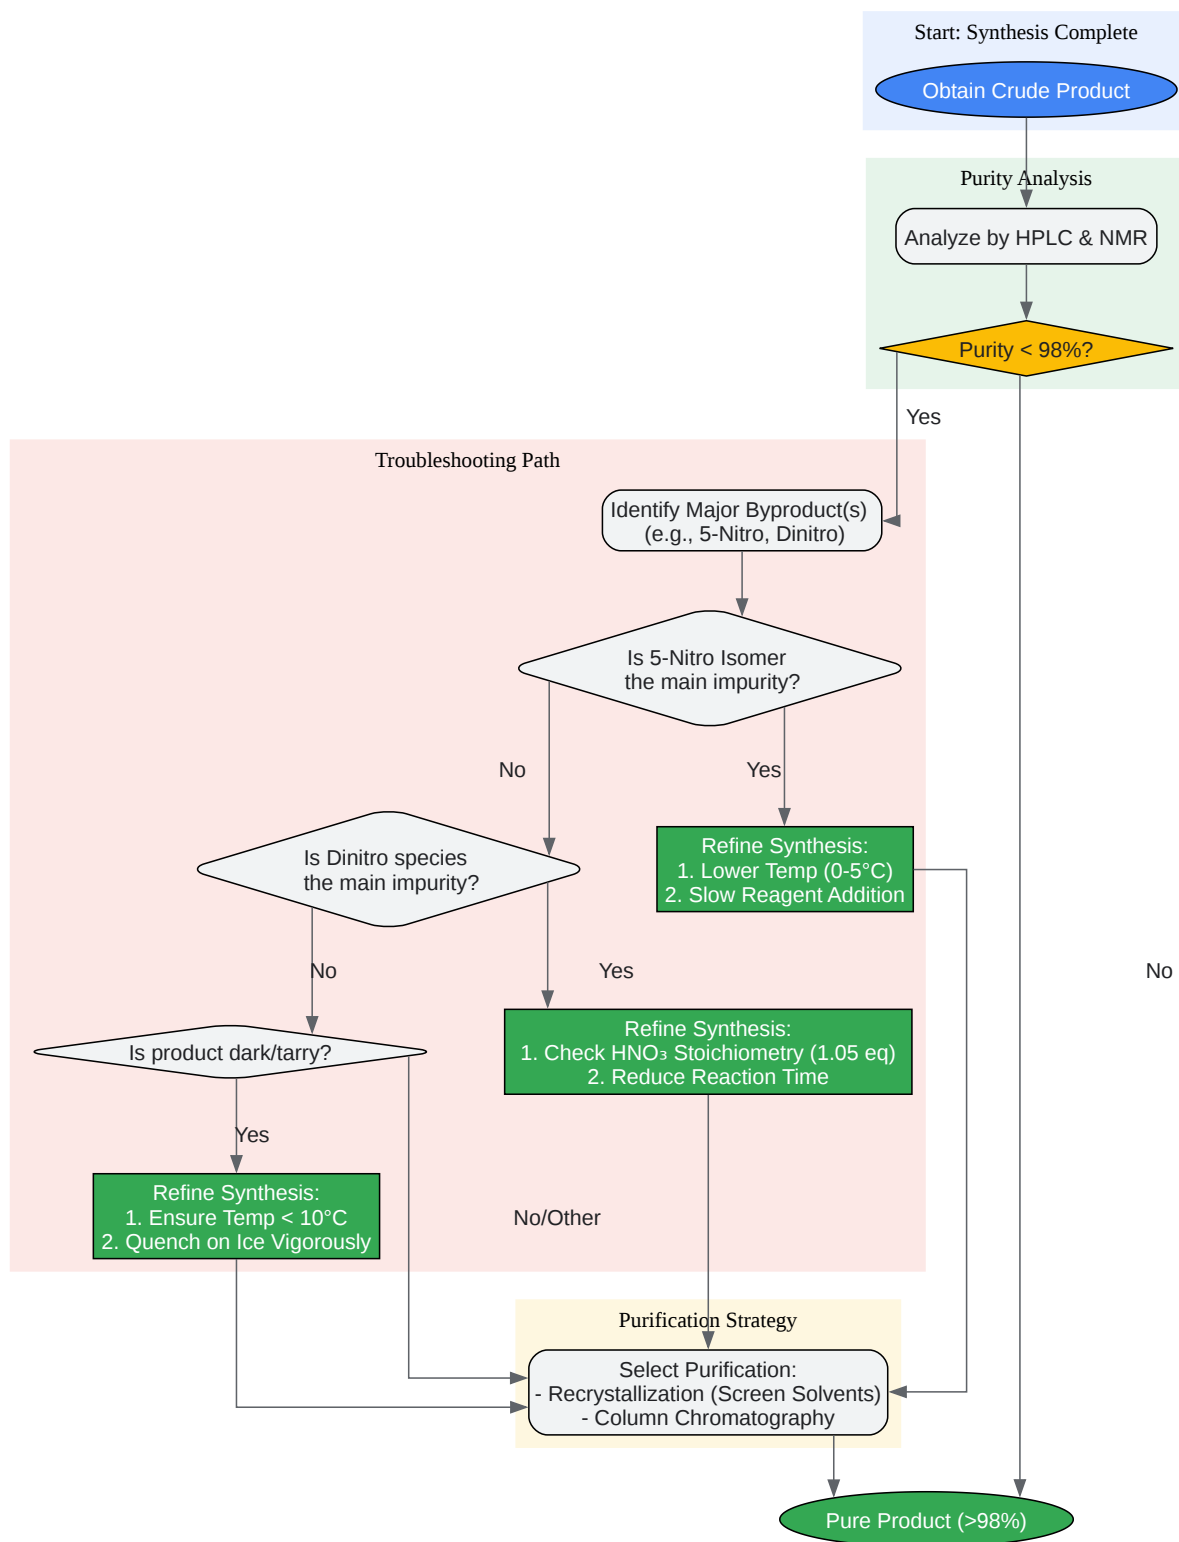 Start: Synthesis Complete
Obtain Crude Product
Purity Analysis
Analyze by HPLC & NMR
Purity < 98%?
Yes
Troubleshooting Path
Identify Major Byproduct(s)
(e.g., 5-Nitro, Dinitro)
Is 5-Nitro Isomer
the main impurity?
No
Yes
Refine Synthesis:
1. Lower Temp (0-5°C)
2. Slow Reagent Addition
Is Dinitro species
the main impurity?
No
Yes
No
Refine Synthesis:
1. Check HNO₃ Stoichiometry (1.05 eq)
2. Reduce Reaction Time
Is product dark/tarry?
Yes
Refine Synthesis:
1. Ensure Temp < 10°C
2. Quench on Ice Vigorously
No/Other
Purification Strategy
Select Purification:
- Recrystallization (Screen Solvents)
- Column Chromatography
Pure Product (>98%)